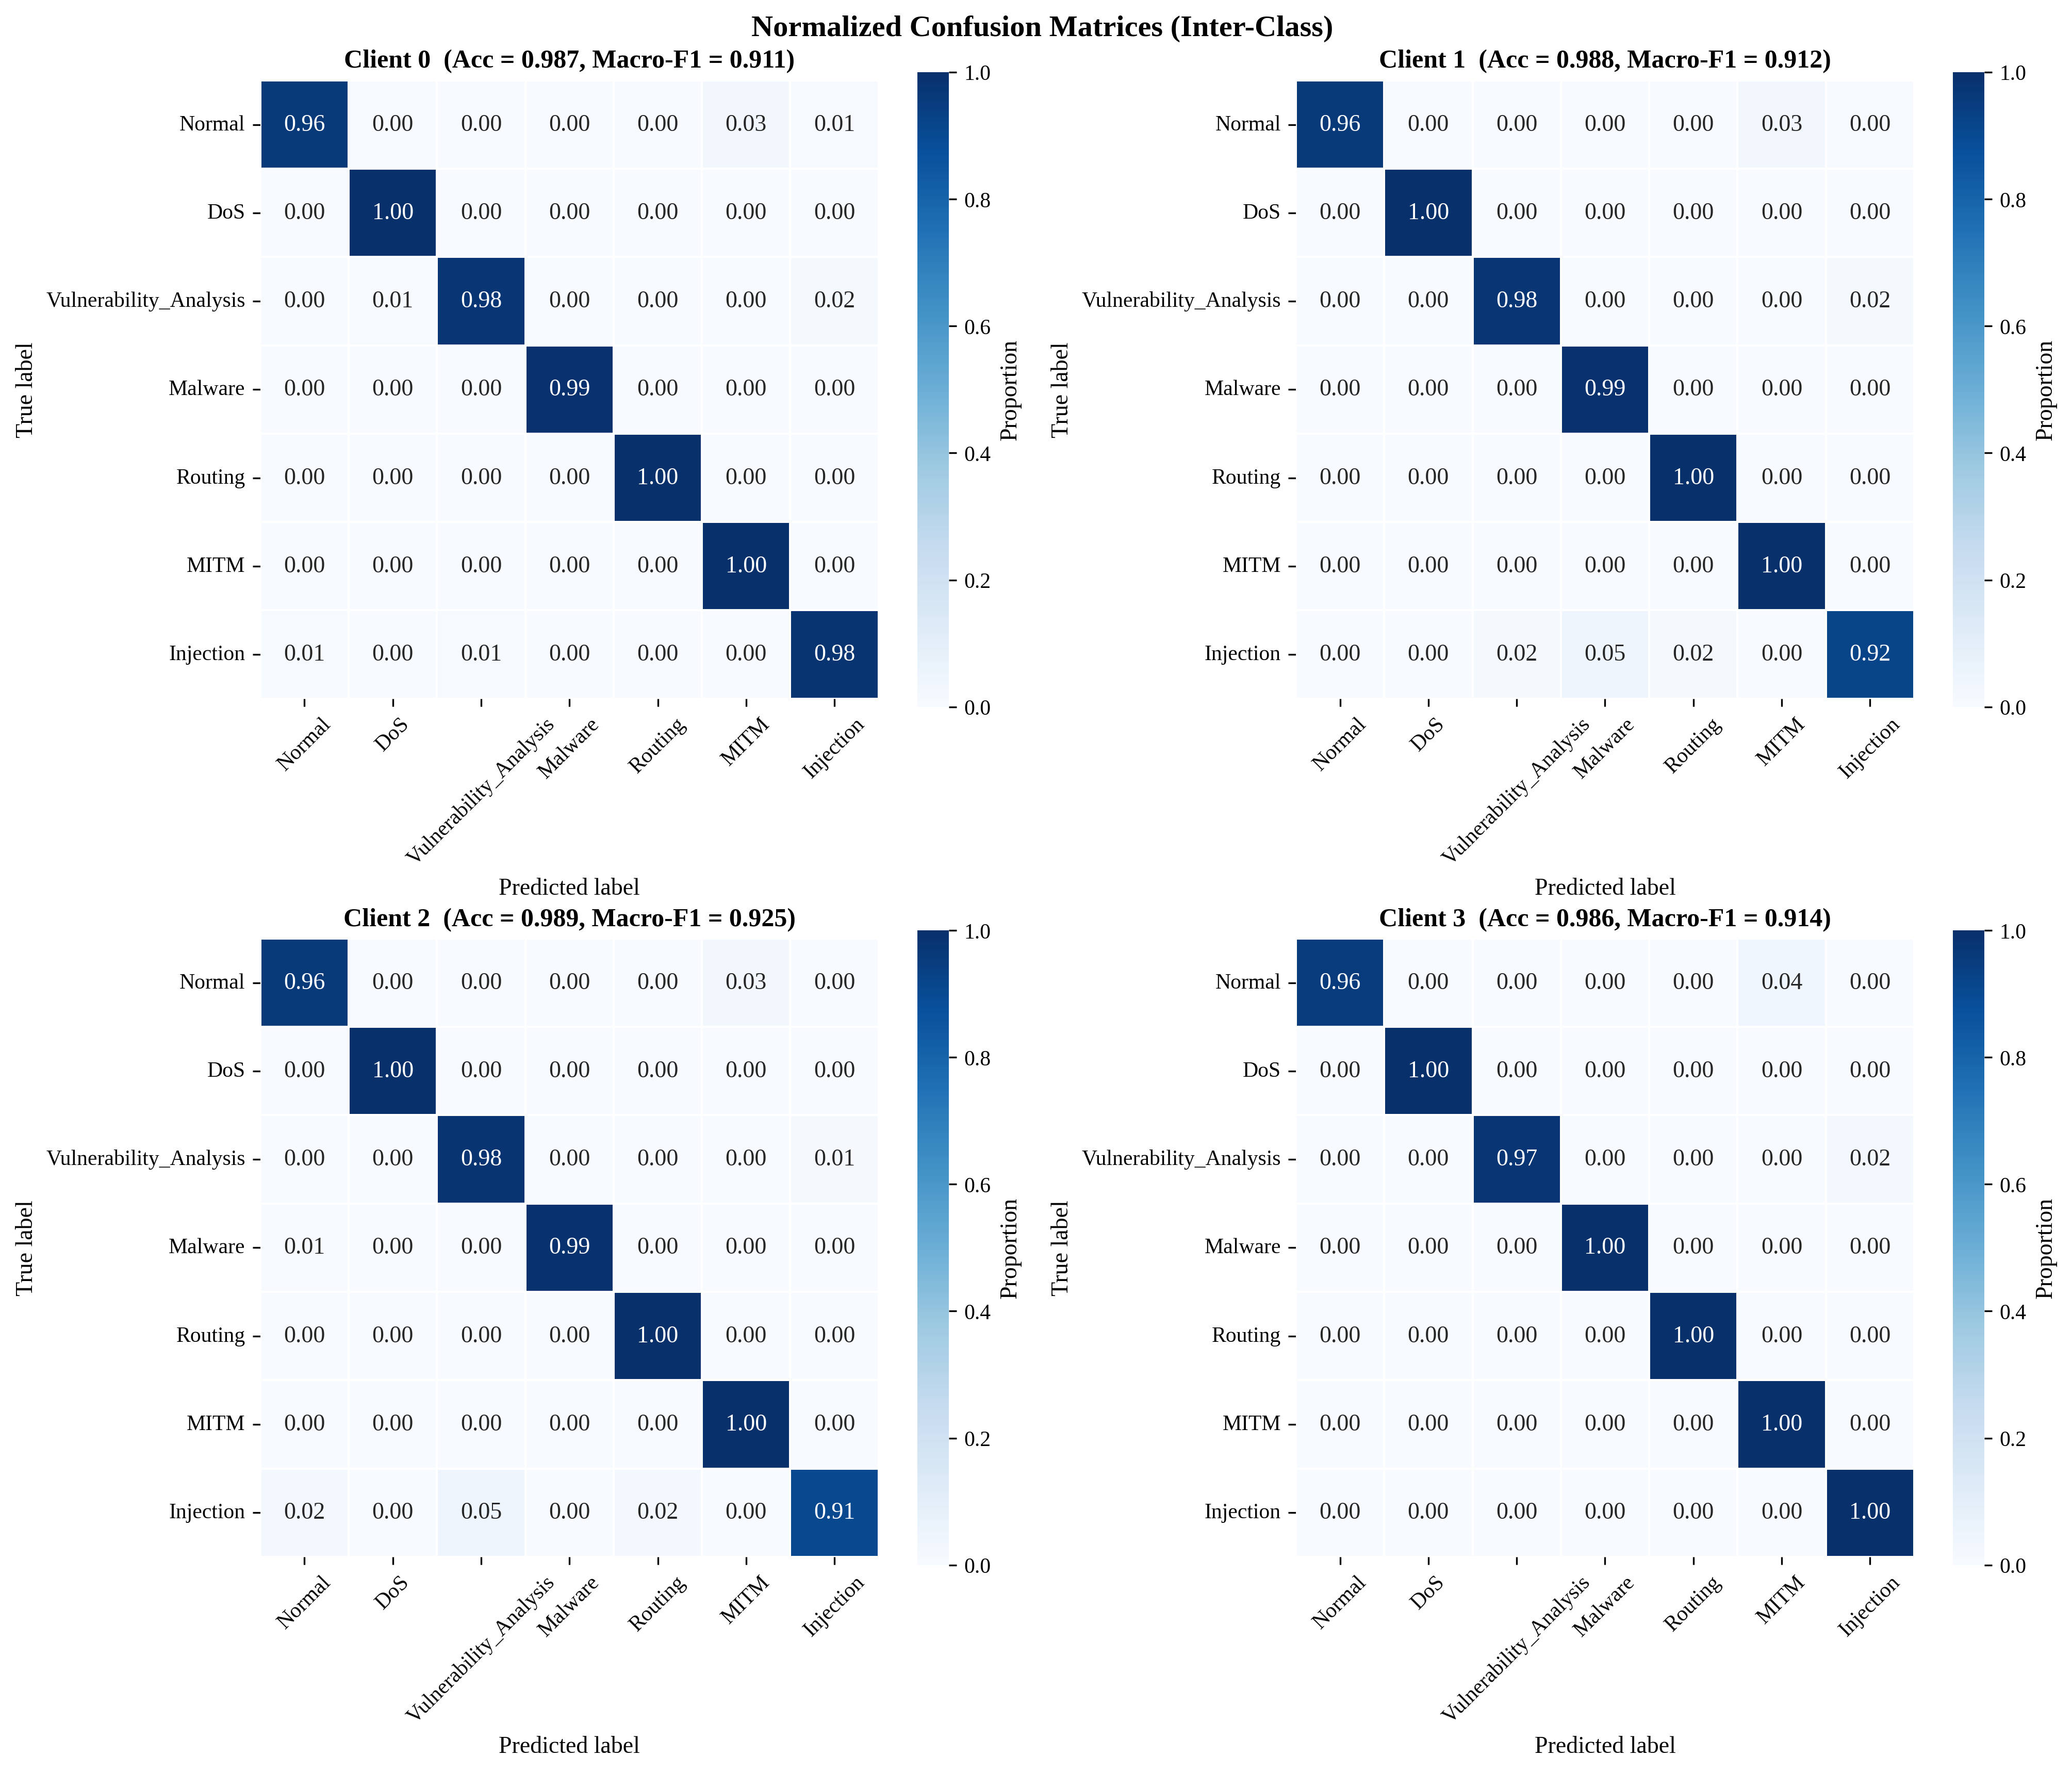 Normalized Confusion Matrices (Inter-Class)
Client 0 (Acc = 0.987, Macro-F1 = 0.911)
True label
Normal 0.96 0.00 0.00 0.00 0.00 0.03 0.01
DoS 0.00 1.00 0.00 0.00 0.00 0.00 0.00
Vulnerability_Analysis 0.00 0.01 0.98 0.00 0.00 0.00 0.02
Malware 0.00 0.00 0.00 0.99 0.00 0.00 0.00
Routing 0.00 0.00 0.00 0.00 1.00 0.00 0.00
MITM 0.00 0.00 0.00 0.00 0.00 1.00 0.00
Injection 0.01 0.00 0.01 0.00 0.00 0.00 0.98
Normal DoS Vulnerability_Analysis Malware Routing MITM Injection
Predicted label
1.0
0.8
0.6
0.4
0.2
0.0
Proportion
Client 1 (Acc = 0.988, Macro-F1 = 0.912)
True label
Normal 0.96 0.00 0.00 0.00 0.00 0.03 0.00
DoS 0.00 1.00 0.00 0.00 0.00 0.00 0.00
Vulnerability_Analysis 0.00 0.00 0.98 0.00 0.00 0.00 0.02
Malware 0.00 0.00 0.00 0.99 0.00 0.00 0.00
Routing 0.00 0.00 0.00 0.00 1.00 0.00 0.00
MITM 0.00 0.00 0.00 0.00 0.00 1.00 0.00
Injection 0.00 0.00 0.02 0.05 0.02 0.00 0.92
Normal DoS Vulnerability_Analysis Malware Routing MITM Injection
Predicted label
1.0
0.8
0.6
0.4
0.2
0.0
Proportion
Client 2 (Acc = 0.989, Macro-F1 = 0.925)
True label
Normal 0.96 0.00 0.00 0.00 0.00 0.03 0.00
DoS 0.00 1.00 0.00 0.00 0.00 0.00 0.00
Vulnerability_Analysis 0.00 0.00 0.98 0.00 0.00 0.00 0.01
Malware 0.01 0.00 0.00 0.99 0.00 0.00 0.00
Routing 0.00 0.00 0.00 0.00 1.00 0.00 0.00
MITM 0.00 0.00 0.00 0.00 0.00 1.00 0.00
Injection 0.02 0.00 0.05 0.00 0.02 0.00 0.91
Normal DoS Vulnerability_Analysis Malware Routing MITM Injection
Predicted label
1.0
0.8
0.6
0.4
0.2
0.0
Proportion
Client 3 (Acc = 0.986, Macro-F1 = 0.914)
True label
Normal 0.96 0.00 0.00 0.00 0.00 0.04 0.00
DoS 0.00 1.00 0.00 0.00 0.00 0.00 0.00
Vulnerability_Analysis 0.00 0.00 0.97 0.00 0.00 0.00 0.02
Malware 0.00 0.00 0.00 1.00 0.00 0.00 0.00
Routing 0.00 0.00 0.00 0.00 1.00 0.00 0.00
MITM 0.00 0.00 0.00 0.00 0.00 1.00 0.00
Injection 0.00 0.00 0.00 0.00 0.00 0.00 1.00
Normal DoS Vulnerability_Analysis Malware Routing MITM Injection
Predicted label
1.0
0.8
0.6
0.4
0.2
0.0
Proportion